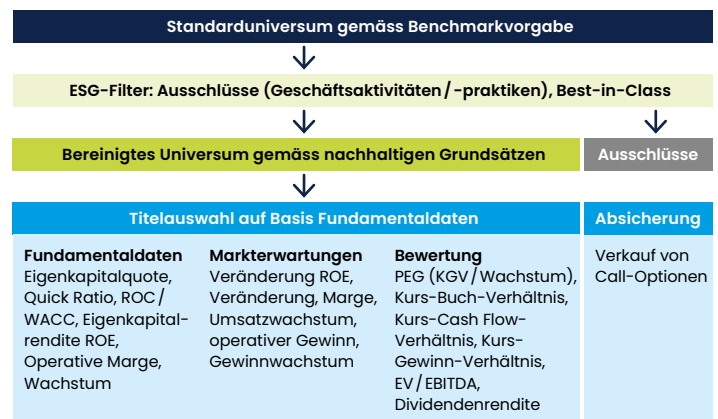 Standarduniversum gemäss Benchmarkvorgabe
ESG-Filter: Ausschlüsse (Geschäftsaktivitäten/-praktiken), Best-in-Class
Bereinigtes Universum gemäss nachhaltigen Grundsätzen
Ausschlüsse
Titelauswahl auf Basis Fundamentaldaten
Absicherung
Fundamentaldaten
Eigenkapitalquote,
Quick Ratio, ROC/
WACC, Eigenkapital-
rendite ROE,
Operative Marge,
Wachstum
Markterwartungen
Veränderung ROE,
Veränderung, Marge,
Umsatzwachstum,
operativer Gewinn,
Gewinnwachstum
Bewertung
PEG (KGV/Wachstum),
Kurs-Buch-Verhältnis,
Kurs-Cash Flow-
Verhältnis, Kurs-
Gewinn-Verhältnis,
EV/EBITDA,
Dividendenrendite
Verkauf von
Call-Optionen